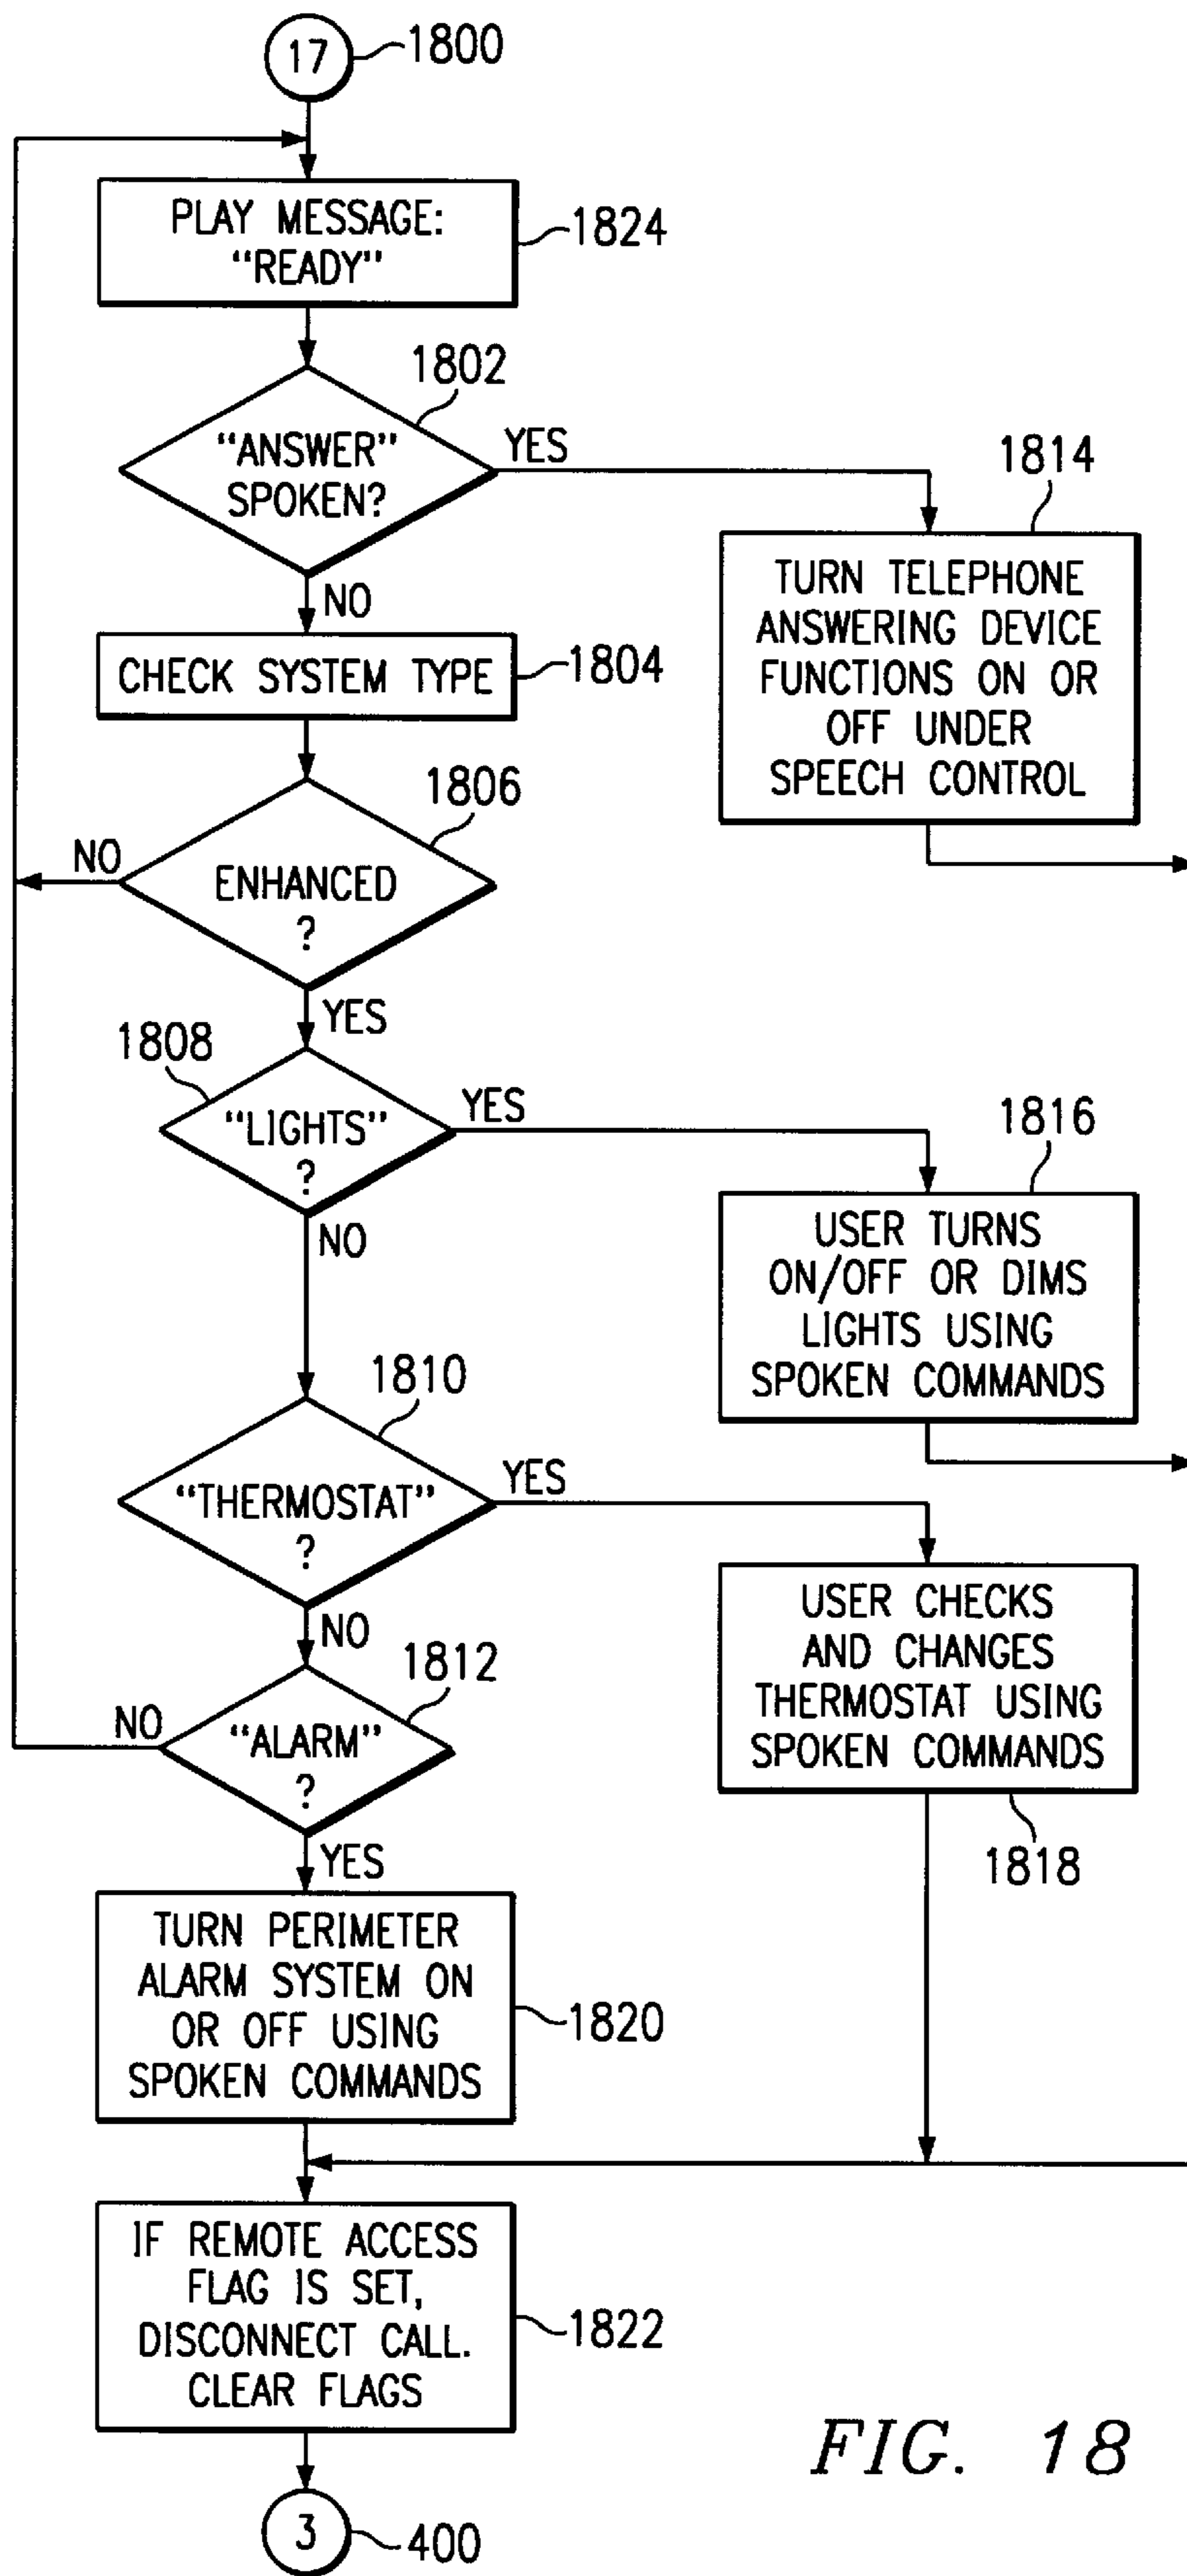 17
1800
PLAY MESSAGE:
“READY”
1824
1802
“ANSWER”
SPOKEN?
YES
NO
1814
TURN TELEPHONE
ANSWERING DEVICE
FUNCTIONS ON OR
OFF UNDER
SPEECH CONTROL
CHECK SYSTEM TYPE
1804
1806
ENHANCED
?
NO
YES
1808
“LIGHTS”
?
YES
NO
1816
USER TURNS
ON/OFF OR DIMS
LIGHTS USING
SPOKEN COMMANDS
1810
“THERMOSTAT”
?
YES
NO
USER CHECKS
AND CHANGES
THERMOSTAT USING
SPOKEN COMMANDS
1818
1812
“ALARM”
?
NO
YES
TURN PERIMETER
ALARM SYSTEM ON
OR OFF USING
SPOKEN COMMANDS
1820
IF REMOTE ACCESS
FLAG IS SET,
DISCONNECT CALL.
CLEAR FLAGS
1822
3
400
FIG. 18